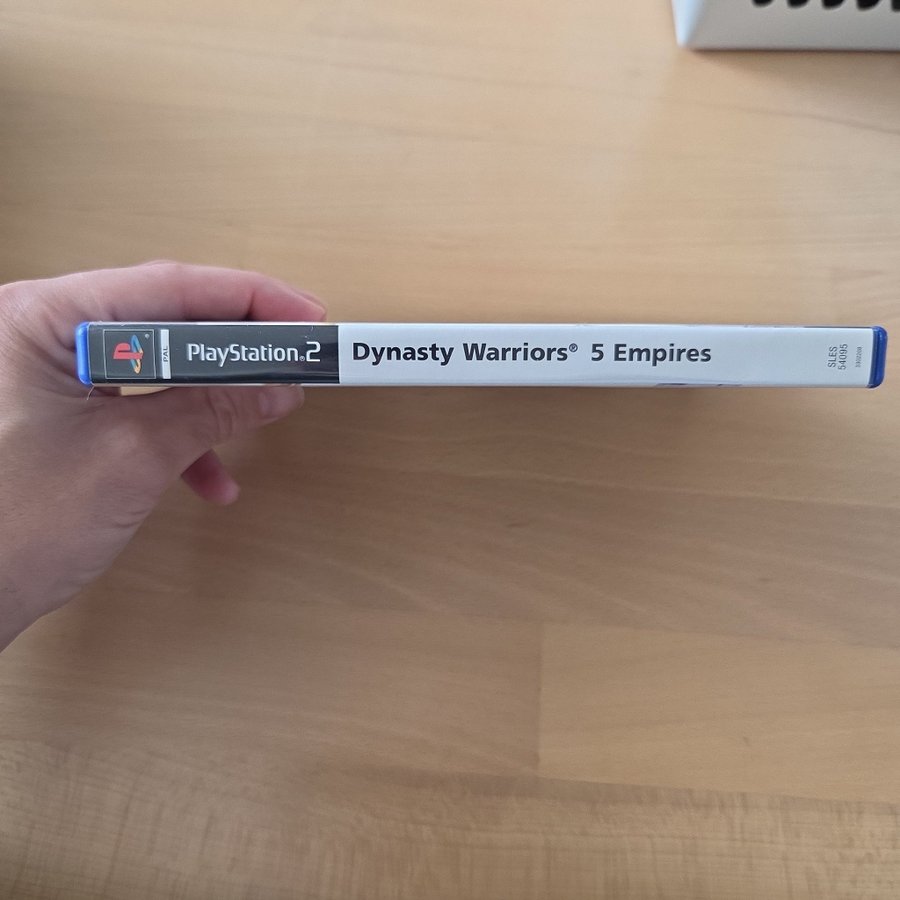 PAL
PlayStation®2
Dynasty Warriors® 5 Empires
SLES
54095